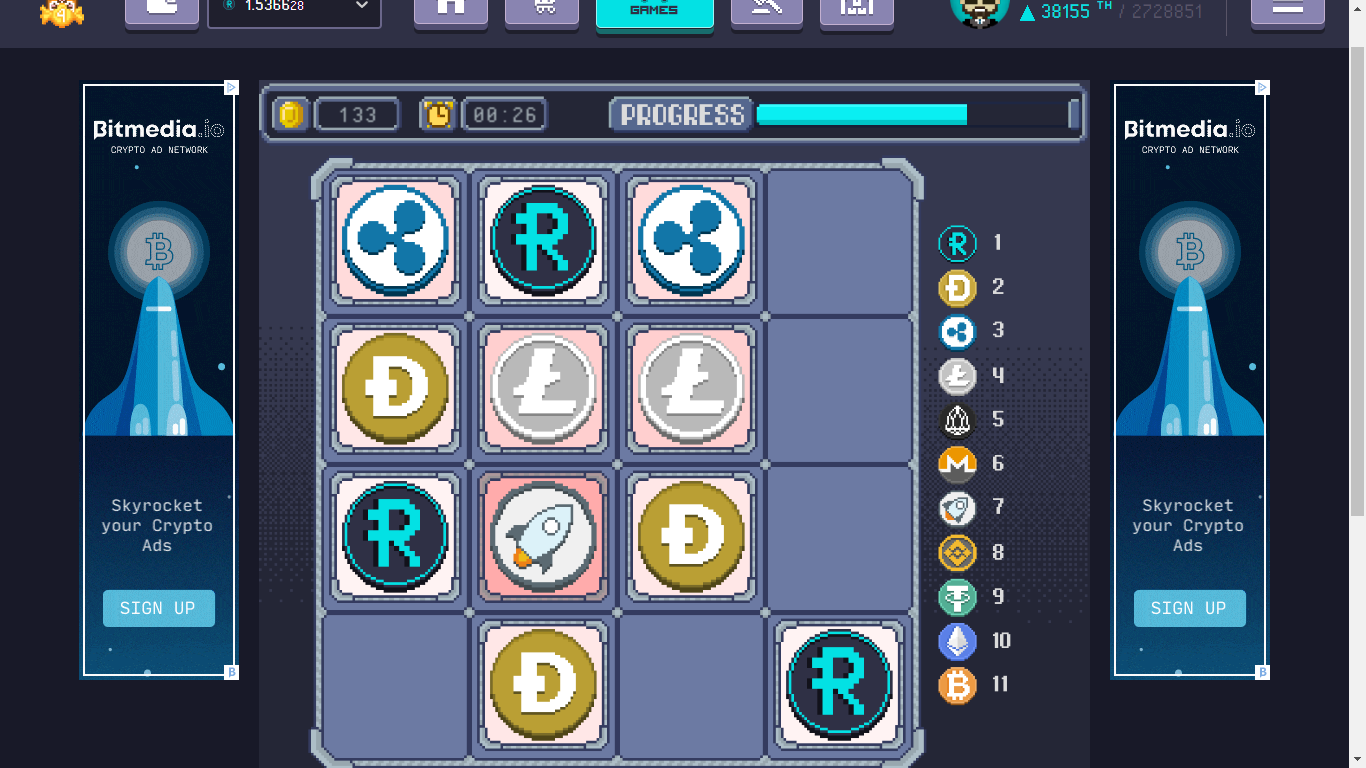 1.536628
GAMES
38155 TH / 2728851
Bitmedia.io
CRYPTO AD NETWORK
Skyrocket
your Crypto
Ads
SIGN UP
133
00:26
PROGRESS
1
2
3
4
5
6
7
8
9
10
11
Bitmedia.io
CRYPTO AD NETWORK
Skyrocket
your Crypto
Ads
SIGN UP